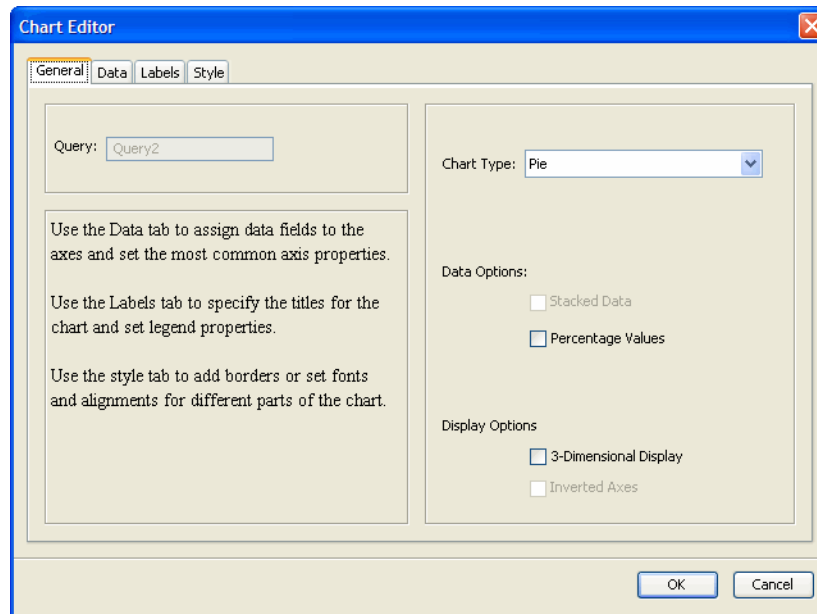 Chart Editor
General Data Labels Style
Query: Query2
Use the Data tab to assign data fields to the
axes and set the most common axis properties.
Use the Labels tab to specify the titles for the
chart and set legend properties.
Use the style tab to add borders or set fonts
and alignments for different parts of the chart.
Chart Type: Pie
Data Options:
Stacked Data
Percentage Values
Display Options
3-Dimensional Display
Inverted Axes
OK Cancel